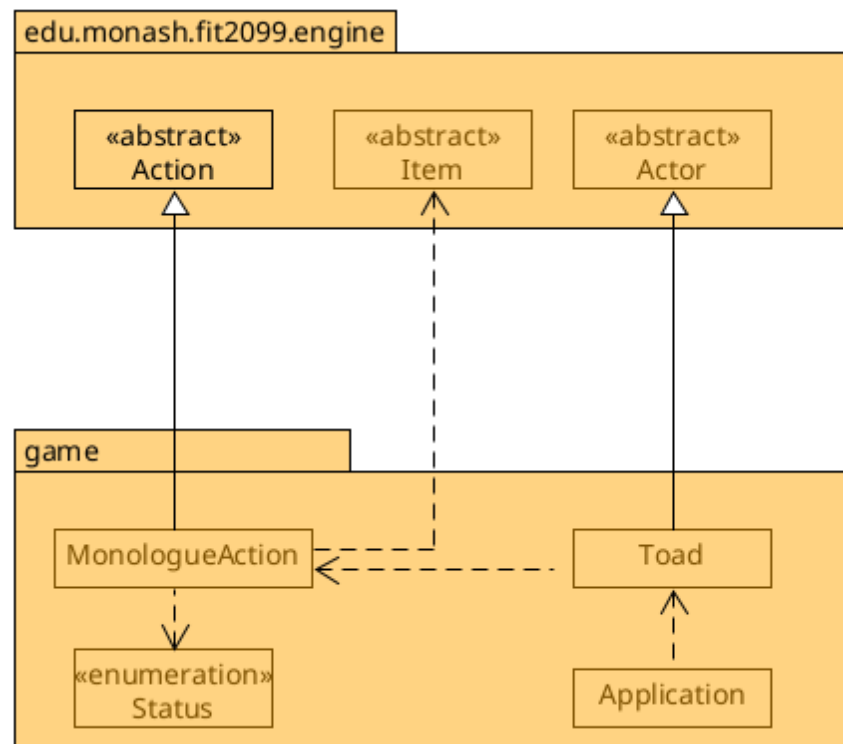 edu.monash.fit2099.engine
«abstract»
Action
«abstract»
Item
«abstract»
Actor
game
MonologueAction
Toad
«enumeration»
Status
Application